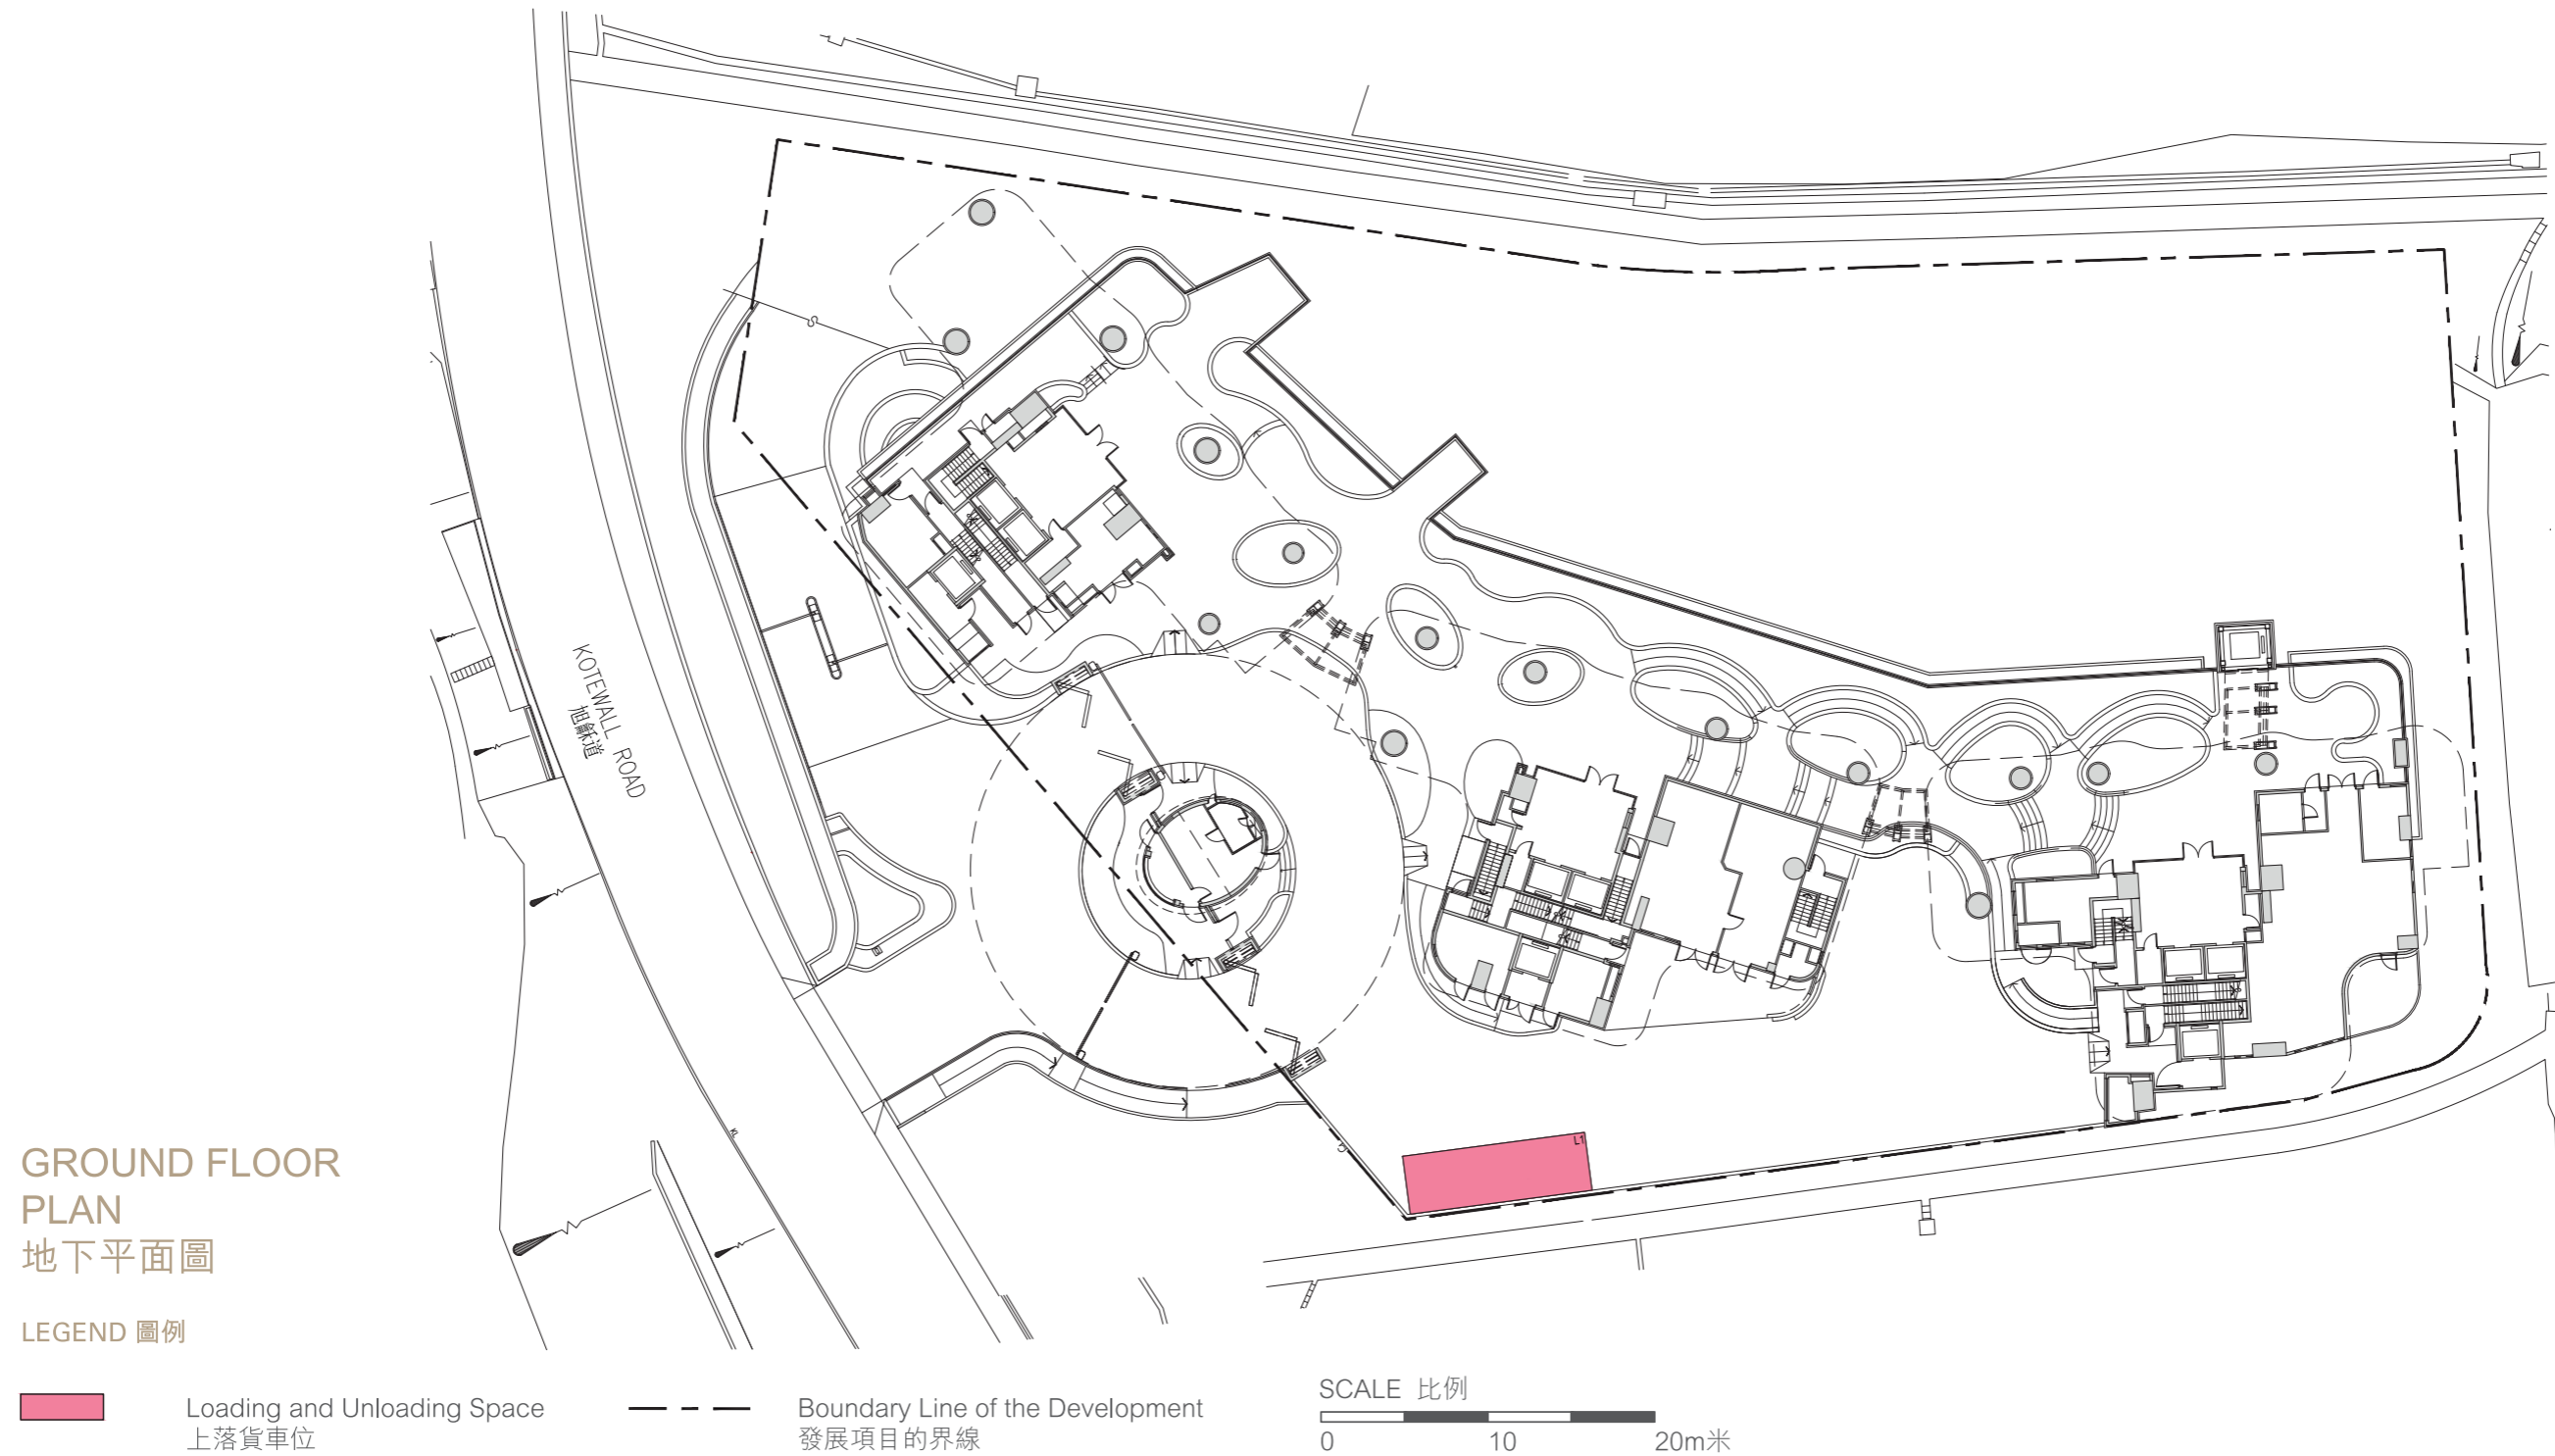 KOTEWALL ROAD
旭龢道
L1
GROUND FLOOR
PLAN
地下平面圖
LEGEND 圖例
Loading and Unloading Space
上落貨車位
Boundary Line of the Development
發展項目的界線
SCALE 比例
0 10 20m米